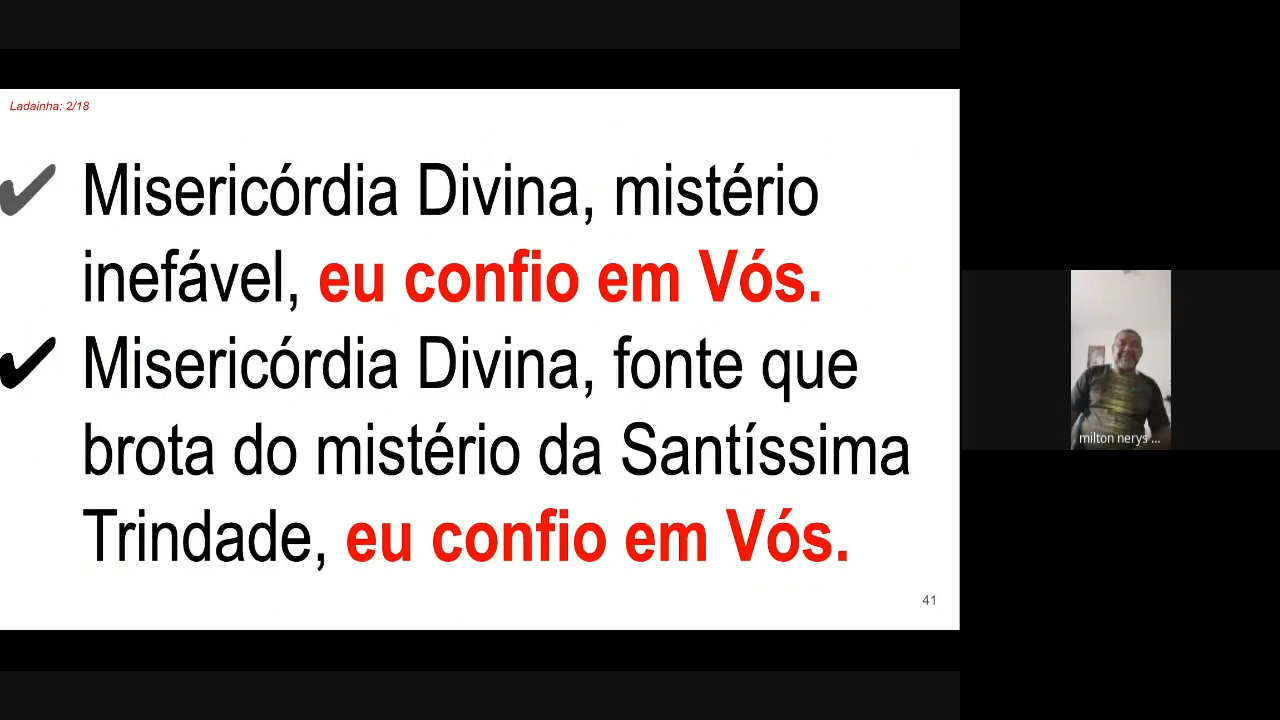 Ladainha: 2/18
✔ Misericórdia Divina, mistério
inefável, eu confio em Vós.
✔ Misericórdia Divina, fonte que
brota do mistério da Santíssima
Trindade, eu confio em Vós.
41
milton nerys ...